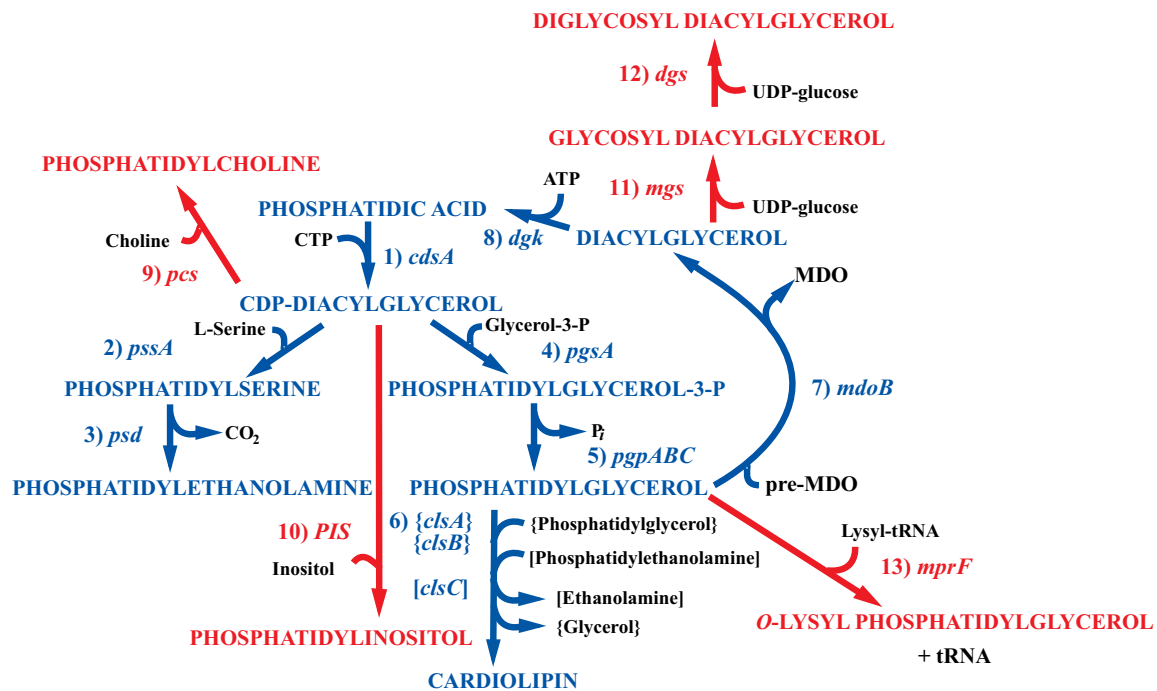 DIGLYCOSYL DIACYLGLYCEROL
12) dgs
UDP-glucose
GLYCOSYL DIACYLGLYCEROL
PHOSPHATIDYLCHOLINE
ATP
11) mgs
UDP-glucose
PHOSPHATIDIC ACID
8) dgk
DIACYLGLYCEROL
Choline
CTP
1) cdsA
9) pcs
MDO
CDP-DIACYLGLYCEROL
L-Serine
Glycerol-3-P
2) pssA
4) pgsA
PHOSPHATIDYLSERINE
PHOSPHATIDYLGLYCEROL-3-P
7) mdoB
3) psd
CO2
Pi
5) pgpABC
PHOSPHATIDYLETHANOLAMINE
PHOSPHATIDYLGLYCEROL
pre-MDO
10) PIS
6) {clsA}
{clsB}
{Phosphatidylglycerol}
Lysyl-tRNA
[Phosphatidylethanolamine]
13) mprF
Inositol
[clsC]
[Ethanolamine]
{Glycerol}
PHOSPHATIDYLINOSITOL
O-LYSYL PHOSPHATIDYLGLYCEROL
+ tRNA
CARDIOLIPIN